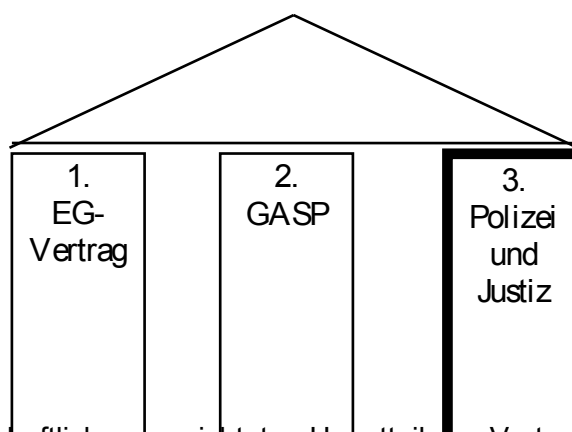 1.
EG-
Vertrag
2.
GASP
3.
Polizei
und
Justiz